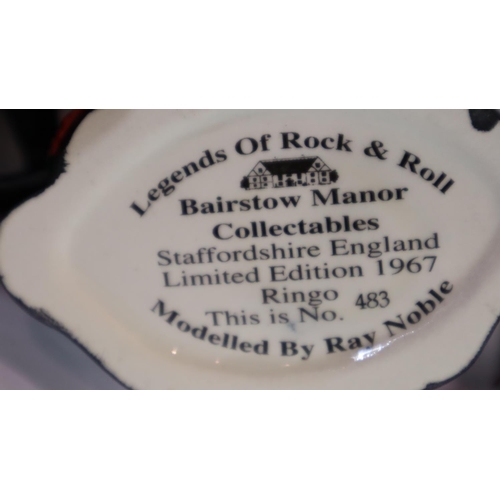 Legends Of Rock & Roll
Bairstow Manor
Collectables
Staffordshire England
Limited Edition 1967
Ringo
This is No. 483
Modelled By Ray Noble